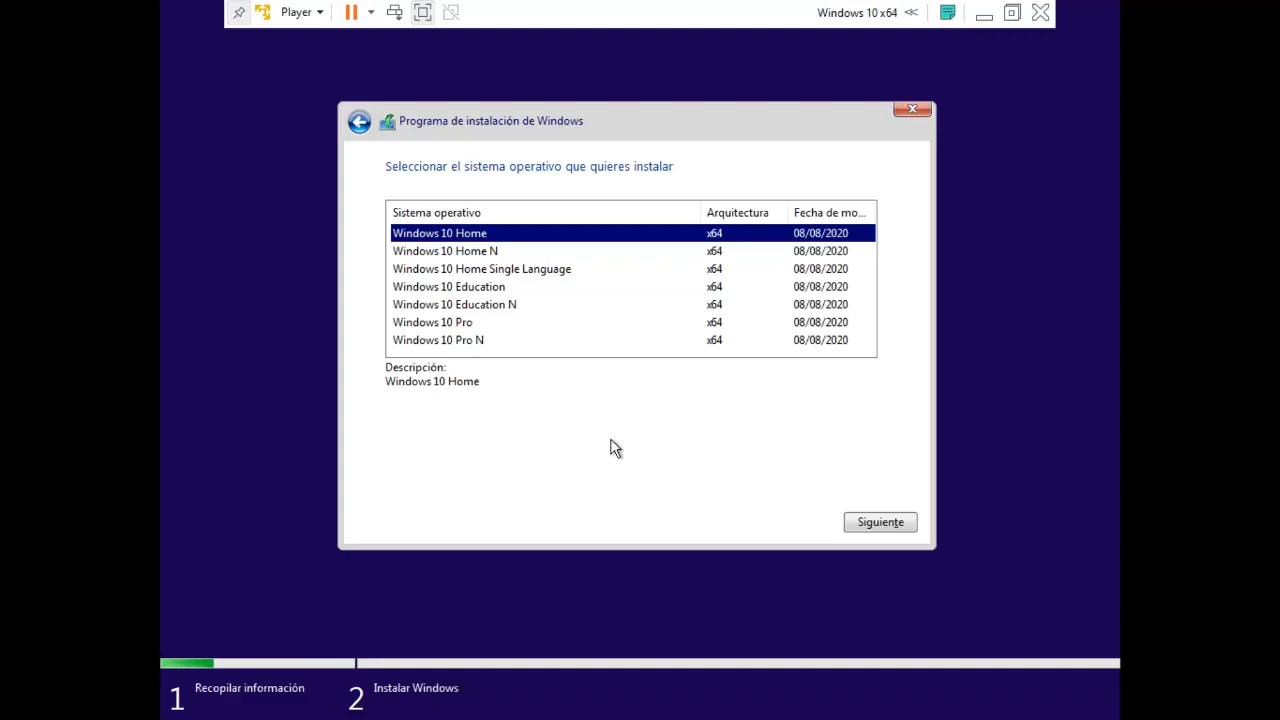 Player
Windows 10 x64
Programa de instalación de Windows
Seleccionar el sistema operativo que quieres instalar
Sistema operativo Arquitectura Fecha de mo...
Windows 10 Home x64 08/08/2020
Windows 10 Home N x64 08/08/2020
Windows 10 Home Single Language x64 08/08/2020
Windows 10 Education x64 08/08/2020
Windows 10 Education N x64 08/08/2020
Windows 10 Pro x64 08/08/2020
Windows 10 Pro N x64 08/08/2020
Descripción:
Windows 10 Home
Siguiente
1 Recopilar información
2 Instalar Windows